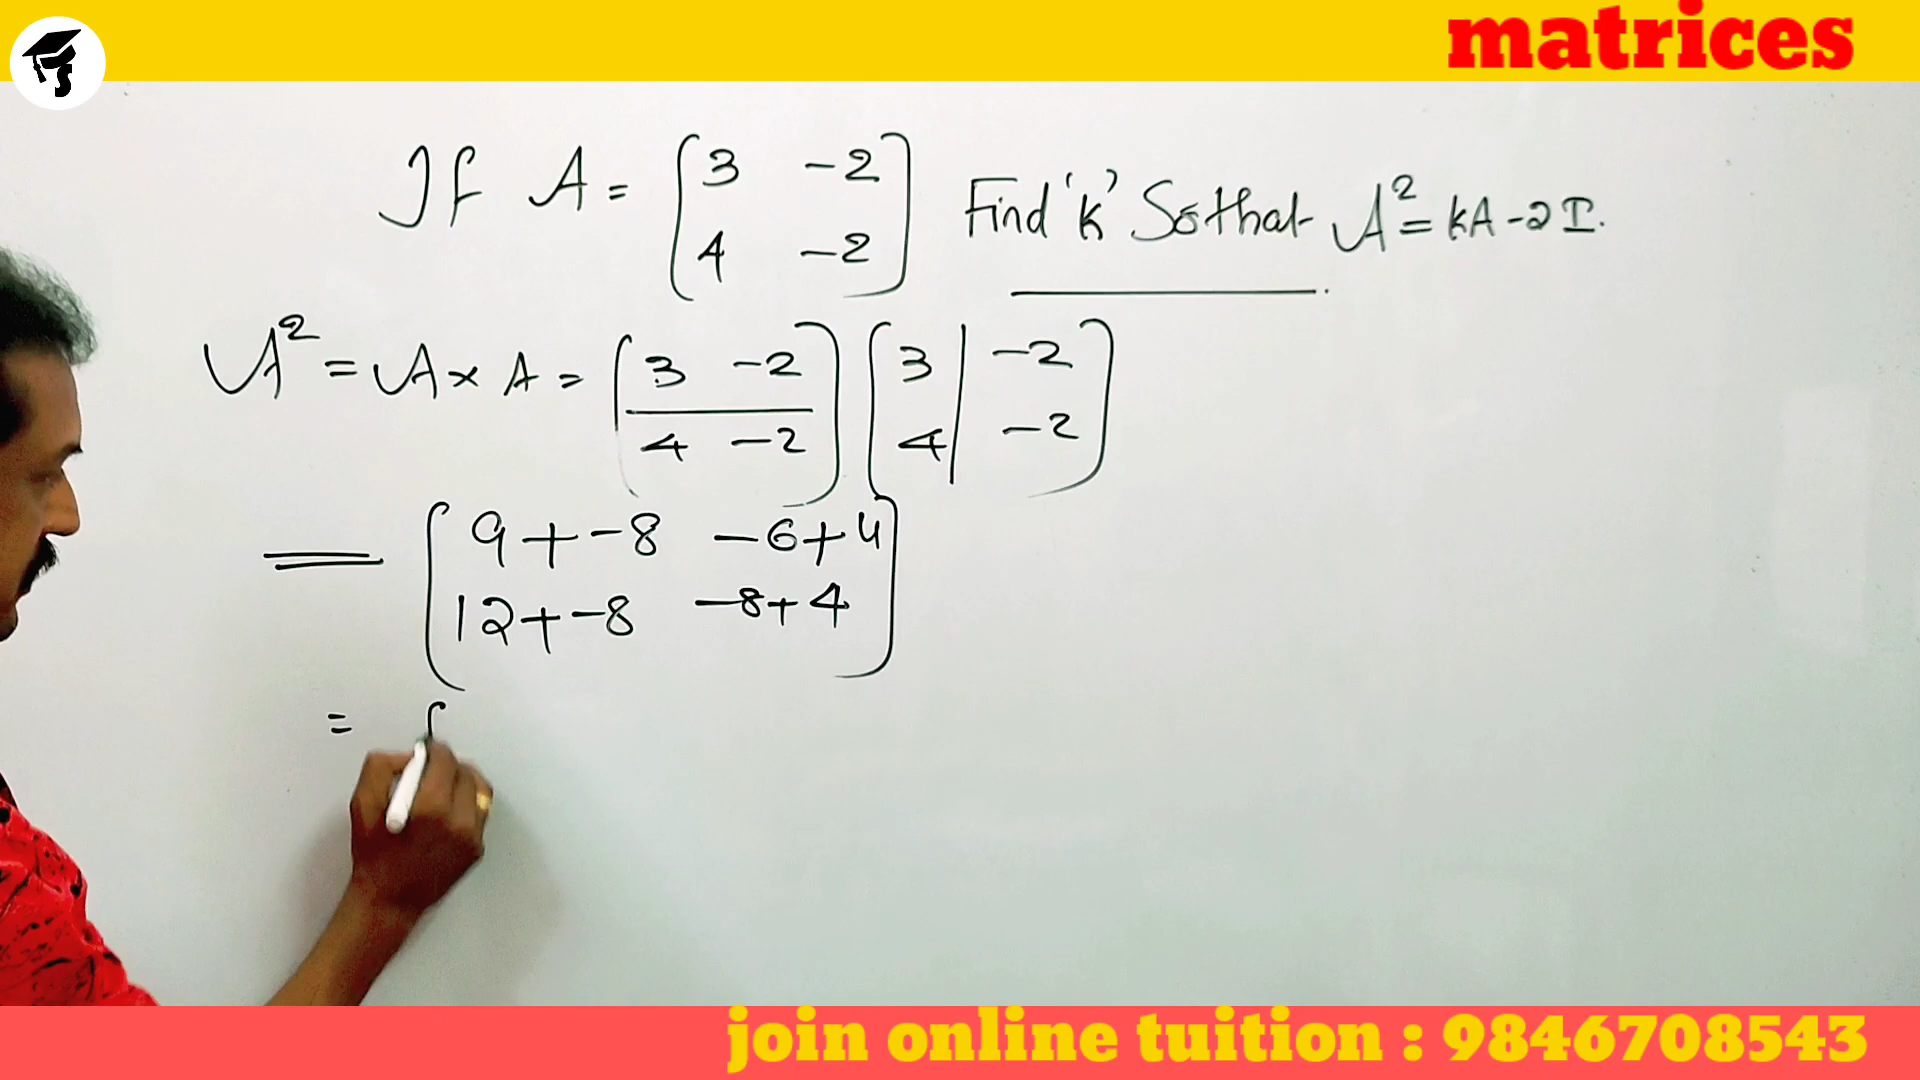 matrices
If A = [3 -2
4 -2] Find 'k' So that A² = kA - 2I.
A² = A × A = [3 -2
4 -2] [3 -2
4 -2]
= [9 + -8 -6 + 4
12 + -8 -8 + 4]
= [
join online tuition : 9846708543